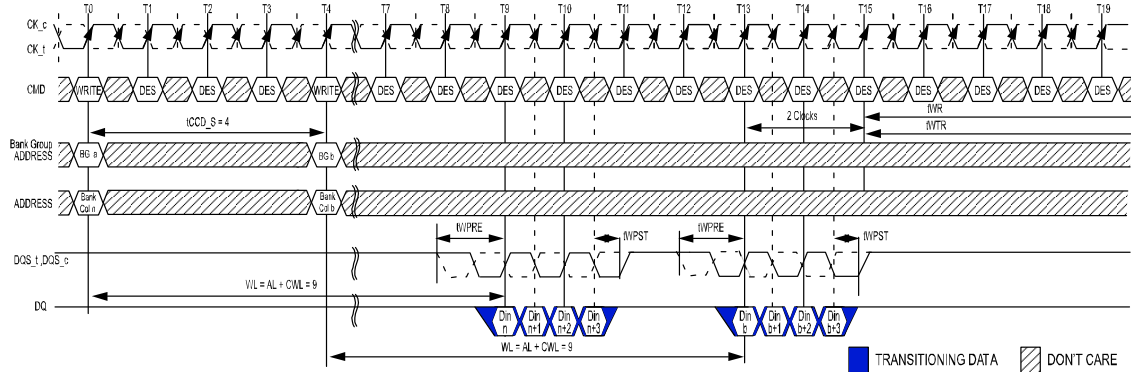 T0 T1 T2 T3 T4 T7 T8 T9 T10 T11 T12 T13 T14 T15 T16 T17 T18 T19
CK_c
CK_t
CMD WRITE DES DES DES WRITE DES DES DES DES DES DES DES DES DES DES DES DES DES
tCCD_S = 4
2 Clocks
tWR
tWTR
Bank Group
ADDRESS BG a BG b
ADDRESS Bank Col n Bank Col b
tWPRE tWPST tWPRE tWPST
DQS_t,DQS_c
WL = AL + CWL = 9
DQ Din n Din n+1 Din n+2 Din n+3 Din b Din b+1 Din b+2 Din b+3
WL = AL + CWL = 9
TRANSITIONING DATA DON'T CARE